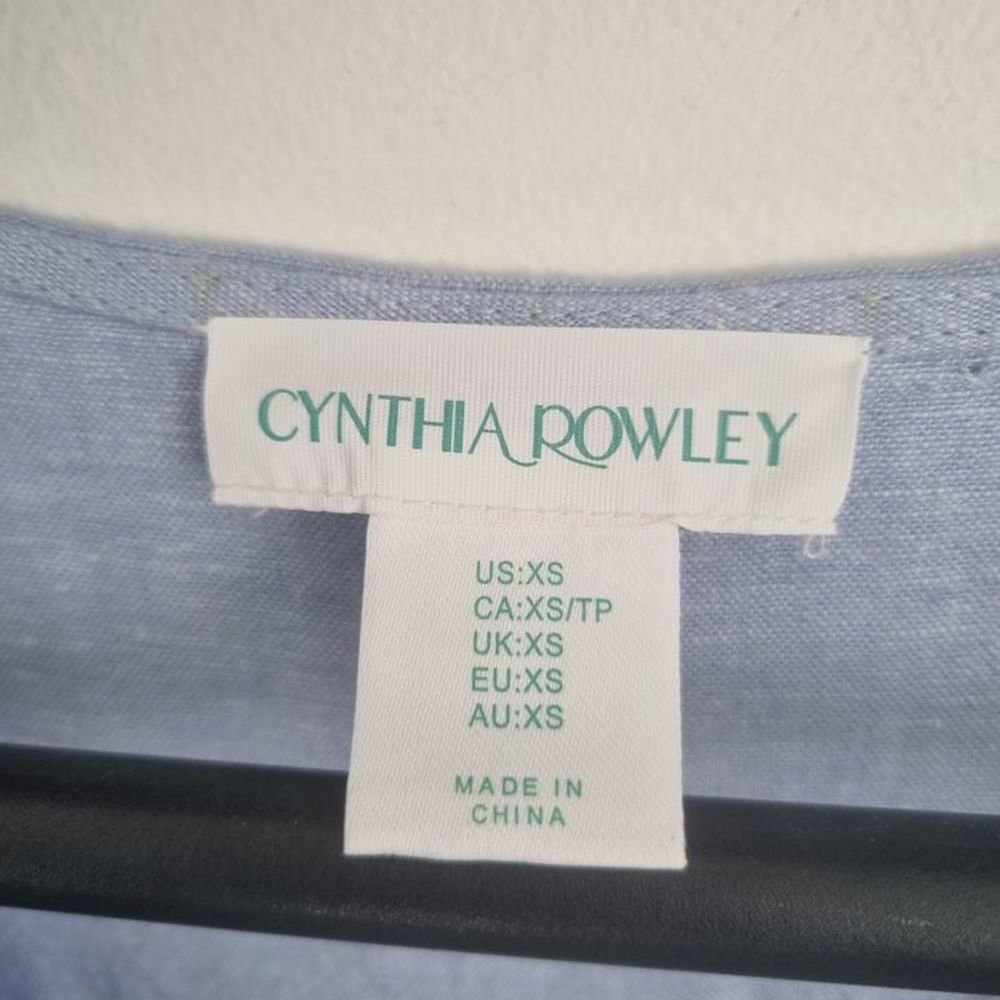 CYNTHIA ROWLEY
US:XS
CA:XS/TP
UK:XS
EU:XS
AU:XS
MADE IN
CHINA